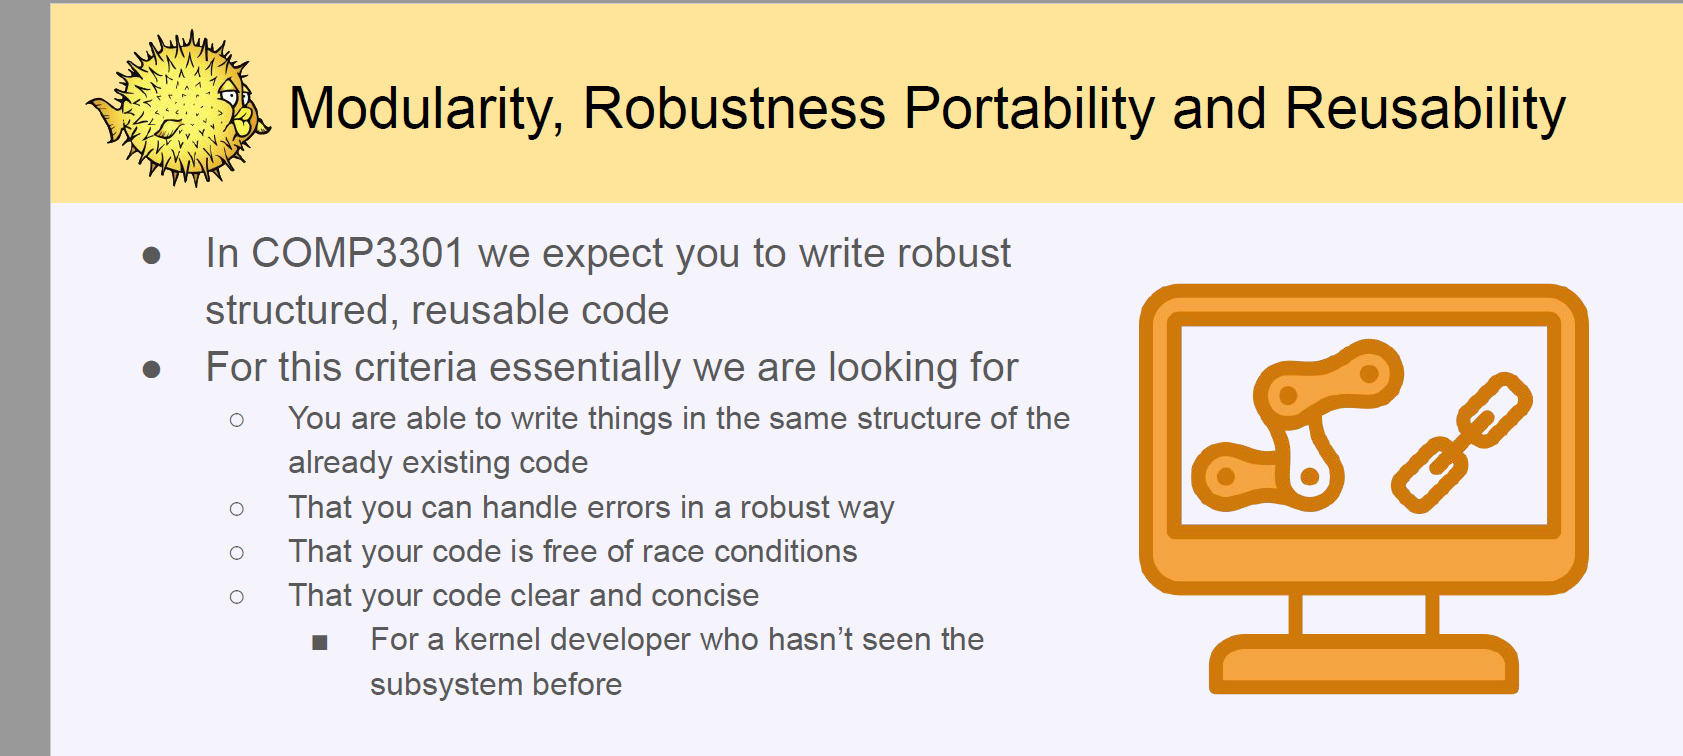 Modularity, Robustness Portability and Reusability
● In COMP3301 we expect you to write robust
structured, reusable code
● For this criteria essentially we are looking for
○ You are able to write things in the same structure of the
already existing code
○ That you can handle errors in a robust way
○ That your code is free of race conditions
○ That your code clear and concise
■ For a kernel developer who hasn’t seen the
subsystem before